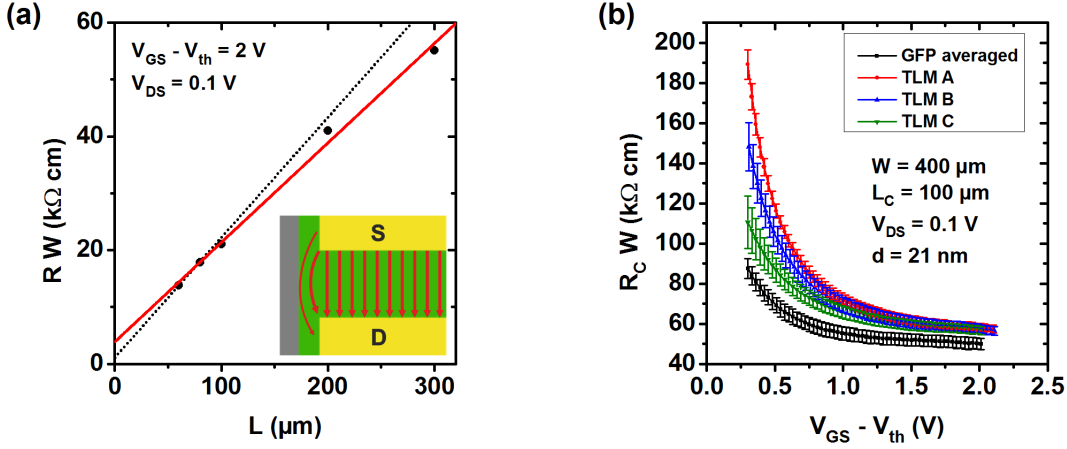 (a)
60
40
20
0
R W (kΩ cm)
V_GS - V_th = 2 V
V_DS = 0.1 V
S
D
0
100
200
300
L (µm)
(b)
200
180
160
140
120
100
80
60
40
R_C W (kΩ cm)
GFP averaged
TLM A
TLM B
TLM C
W = 400 µm
L_C = 100 µm
V_DS = 0.1 V
d = 21 nm
0.0
0.5
1.0
1.5
2.0
2.5
V_GS - V_th (V)